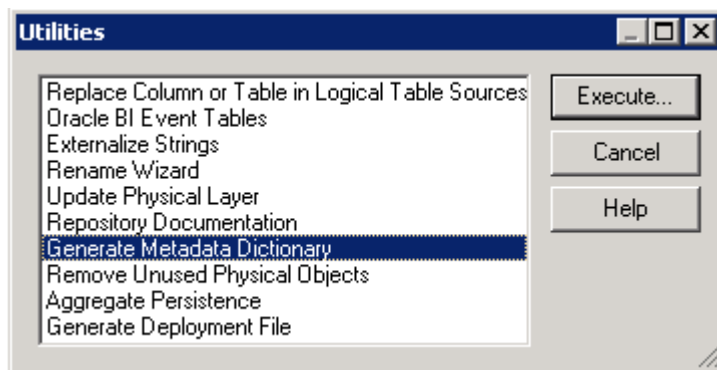 Utilities
Replace Column or Table in Logical Table Sources
Oracle BI Event Tables
Externalize Strings
Rename Wizard
Update Physical Layer
Repository Documentation
Generate Metadata Dictionary
Remove Unused Physical Objects
Aggregate Persistence
Generate Deployment File
Execute...
Cancel
Help